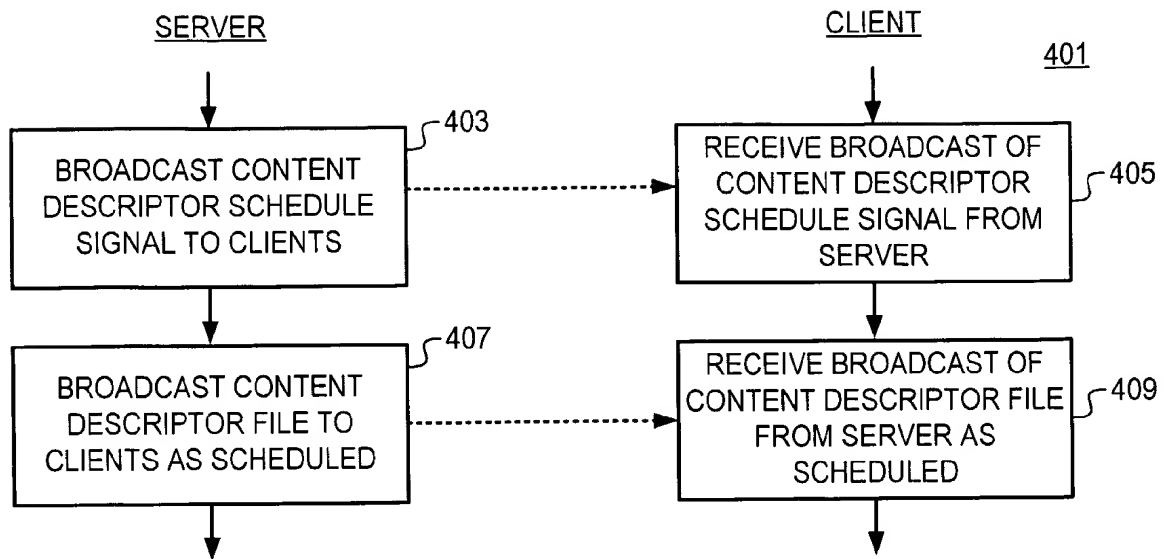 SERVER
CLIENT
401
403
BROADCAST CONTENT
DESCRIPTOR SCHEDULE
SIGNAL TO CLIENTS
RECEIVE BROADCAST OF
CONTENT DESCRIPTOR
SCHEDULE SIGNAL FROM
SERVER
405
407
BROADCAST CONTENT
DESCRIPTOR FILE TO
CLIENTS AS SCHEDULED
RECEIVE BROADCAST OF
CONTENT DESCRIPTOR FILE
FROM SERVER AS
SCHEDULED
409